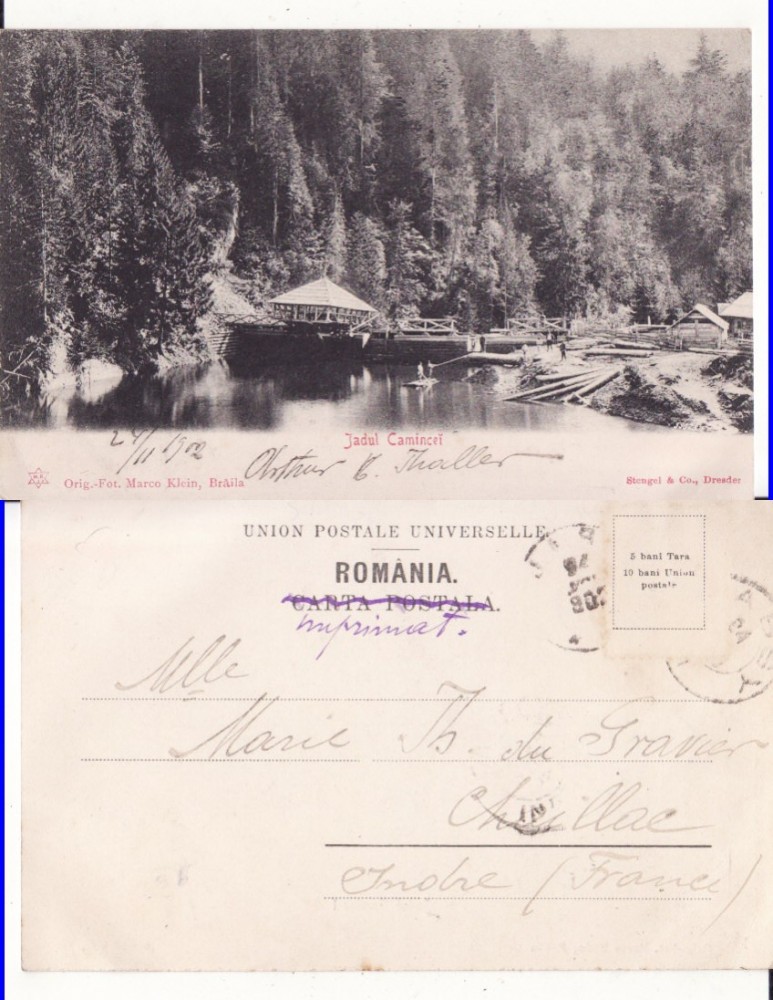 24/11 1902
Jadul Camincei
Arthur C. Thaller
Orig.-Fot. Marco Klein, Brăila
Stengel & Co., Dresden
UNION POSTALE UNIVERSELLE.
ROMÂNIA.
CARTA POSTALA.
Imprimat.
5 bani Tara
10 bani Union
postale
Mlle
Marie Th. du Gravier
Chaillac
Indre (France)